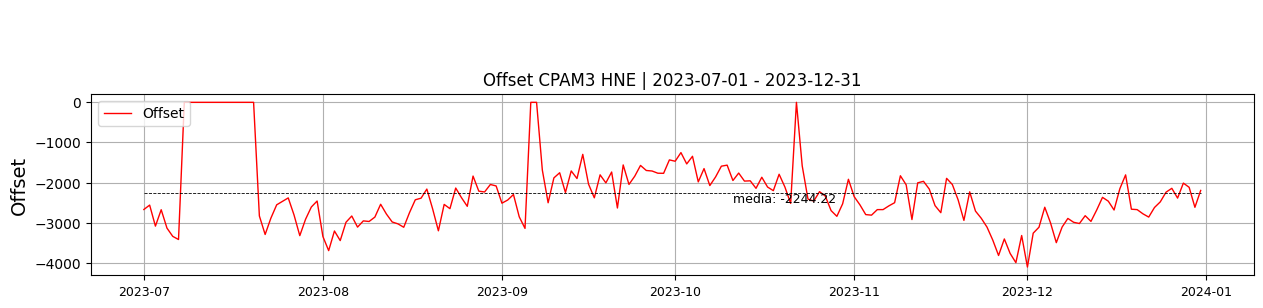 Offset CPAM3 HNE | 2023-07-01 - 2023-12-31
Offset
Offset
0
−1000
−2000
−3000
−4000
media: -2244.22
2023-07 2023-08 2023-09 2023-10 2023-11 2023-12 2024-01